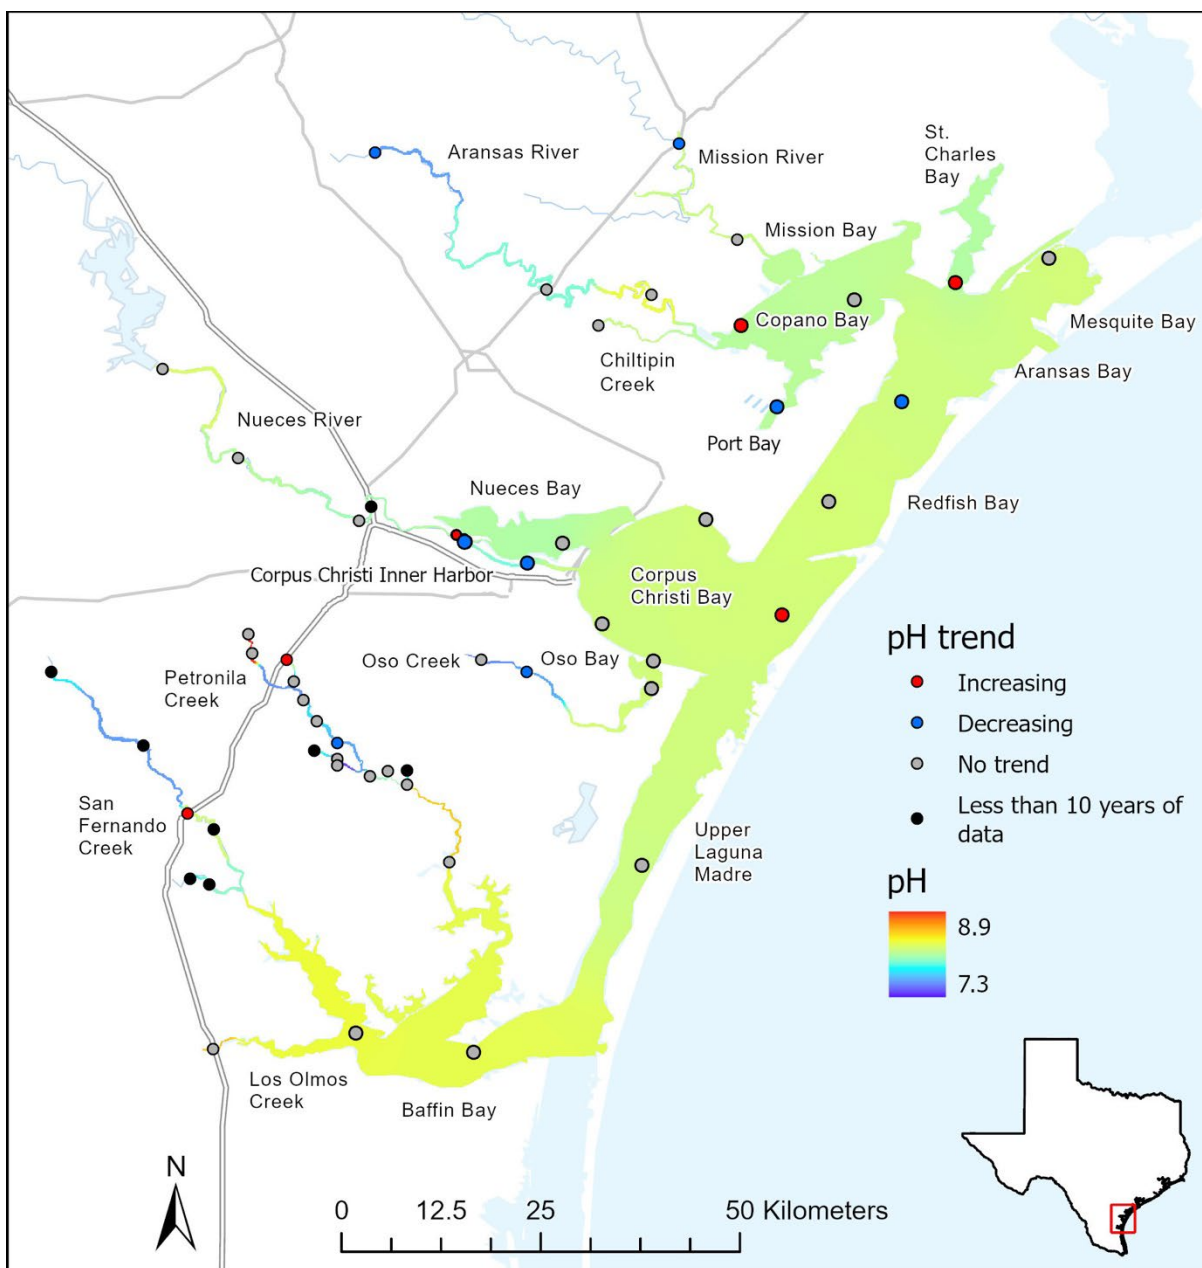 Aransas River
Mission River
St.
Charles
Bay
Mission Bay
Copano Bay
Mesquite Bay
Chiltipin
Creek
Aransas Bay
Nueces River
Port Bay
Nueces Bay
Redfish Bay
Corpus Christi Inner Harbor
Corpus
Christi Bay
Oso Creek
Oso Bay
Petronila
Creek
San
Fernando
Creek
Upper
Laguna
Madre
Los Olmos
Creek
Baffin Bay
pH trend
Increasing
Decreasing
No trend
Less than 10 years of
data
pH
8.9
7.3
N
0 12.5 25 50 Kilometers